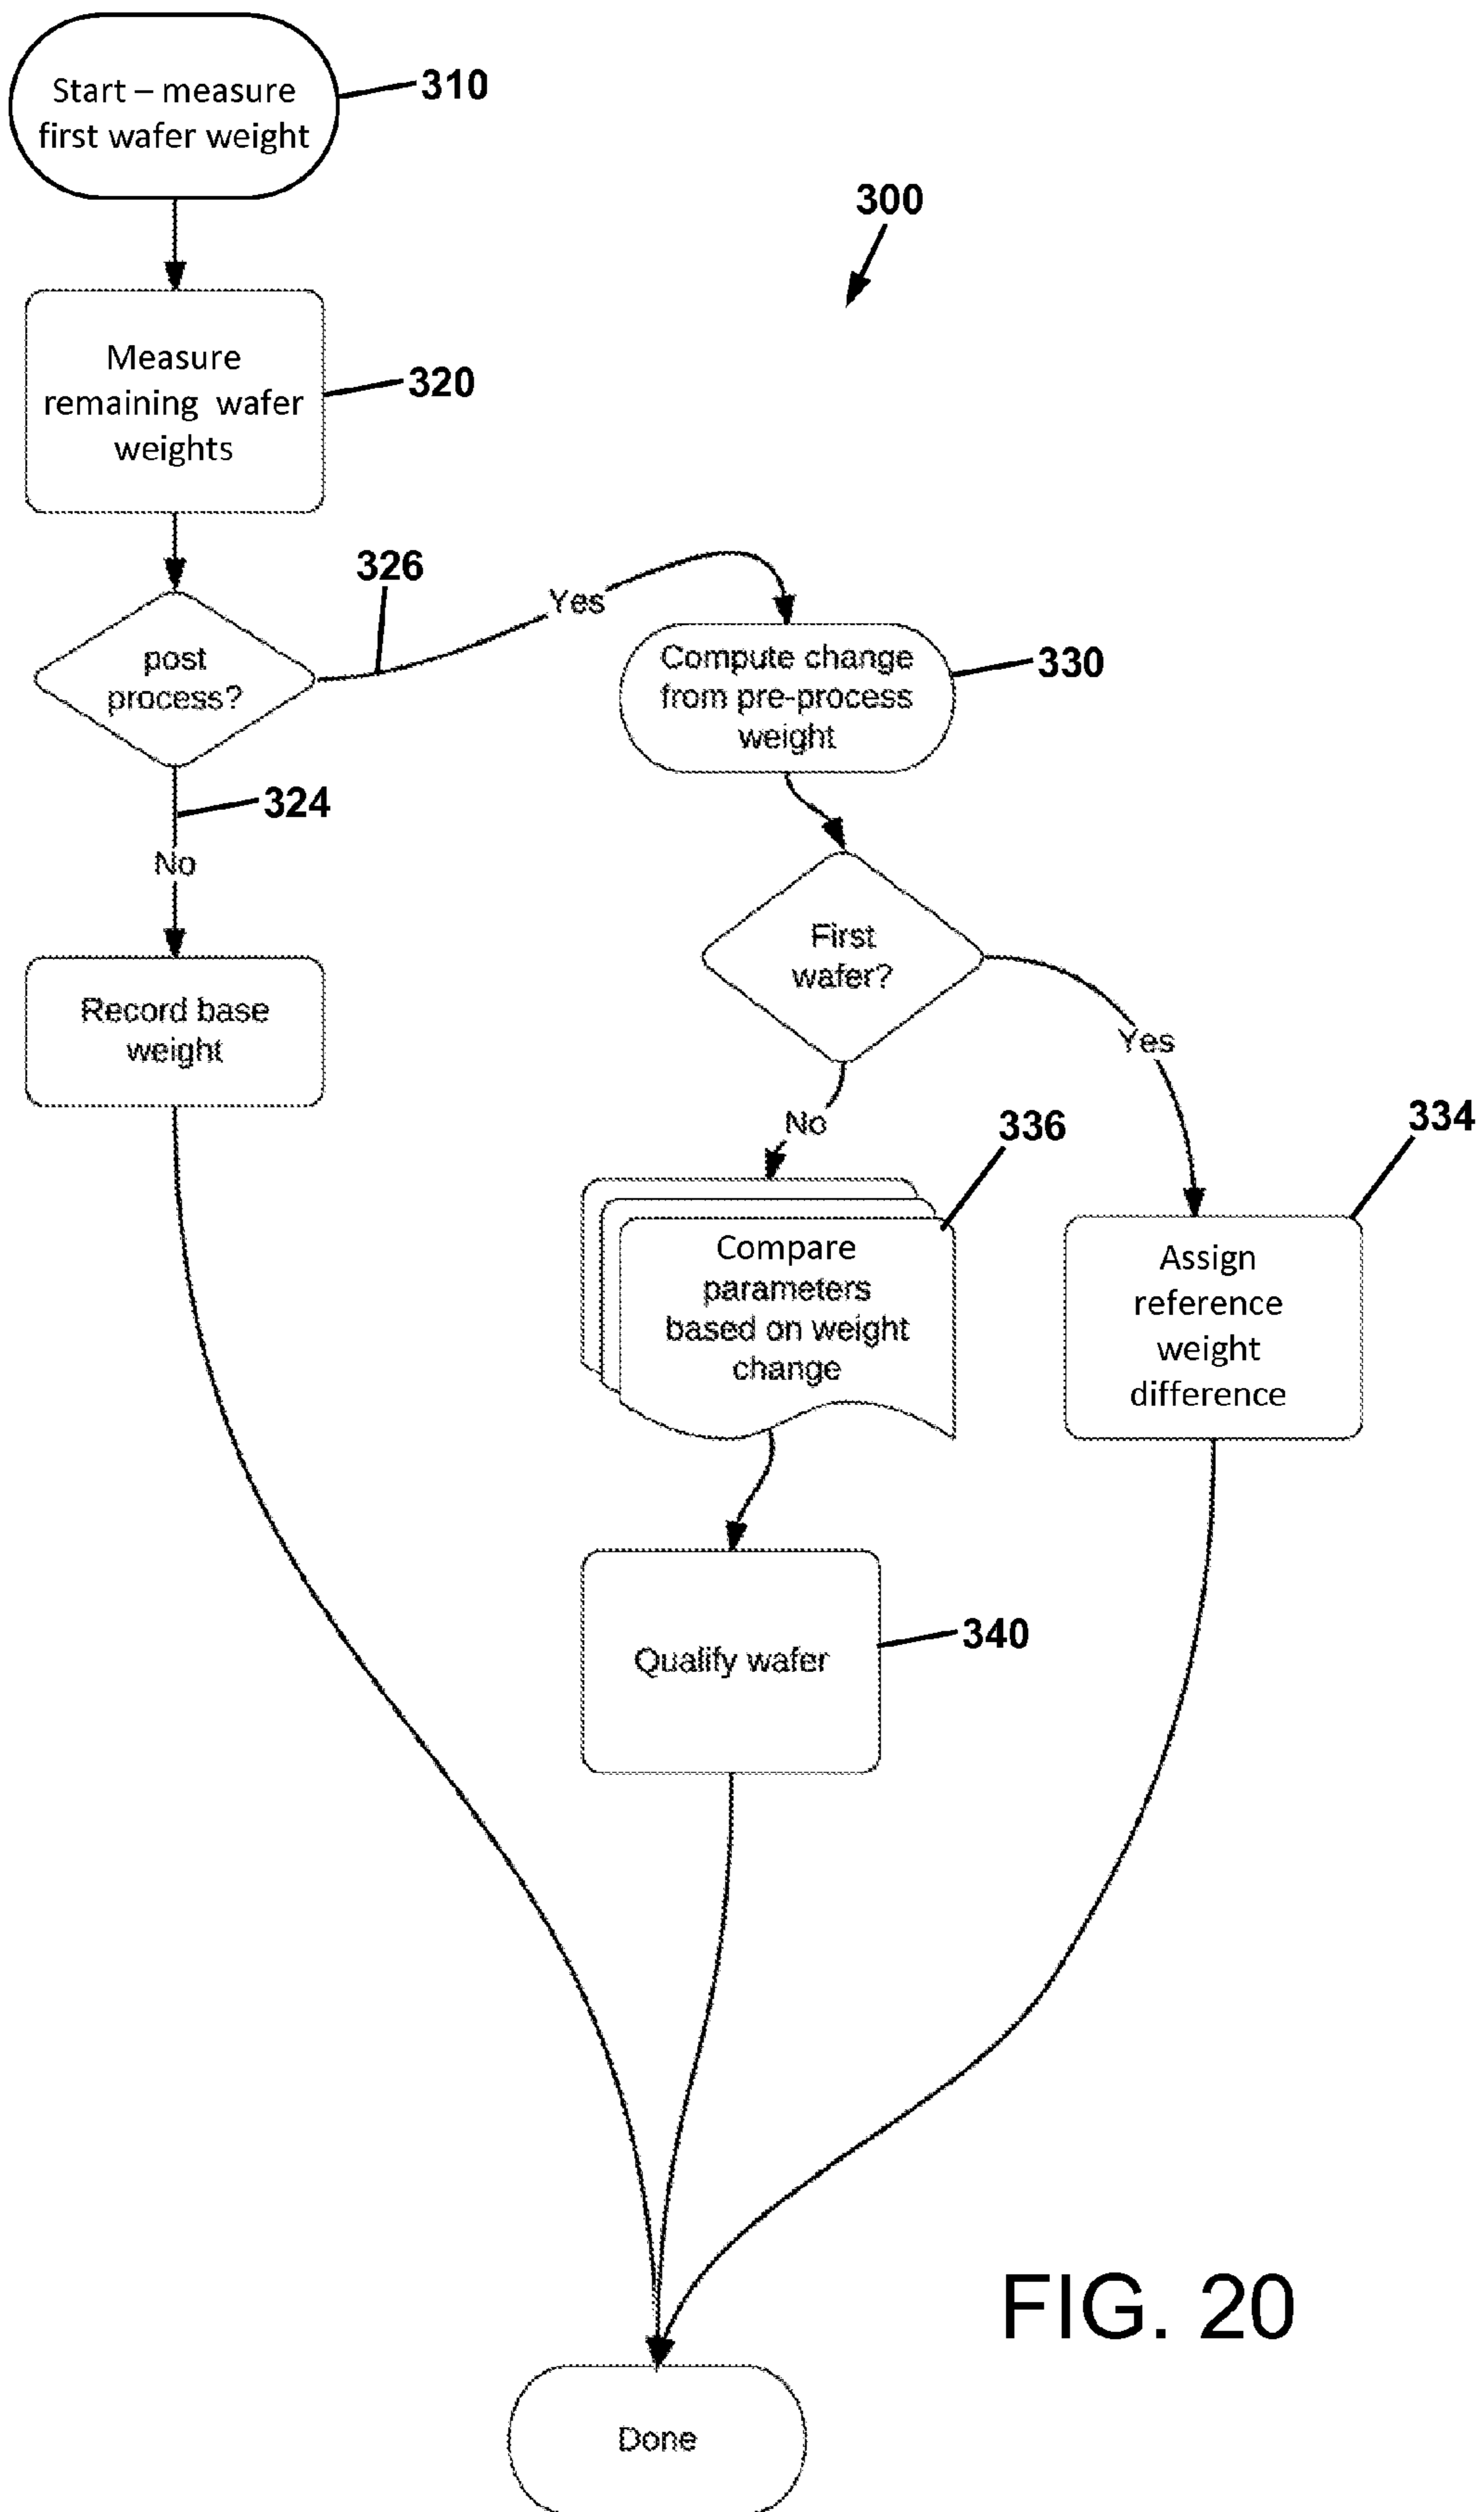 Start – measure
first wafer weight
310
300
Measure
remaining wafer
weights
320
326
Yes
post
process?
Compute change
from pre-process
weight
330
324
No
First
wafer?
Record base
weight
Yes
No
336
334
Compare
parameters
based on weight
change
Assign
reference
weight
difference
Qualify wafer
340
FIG. 20
Done